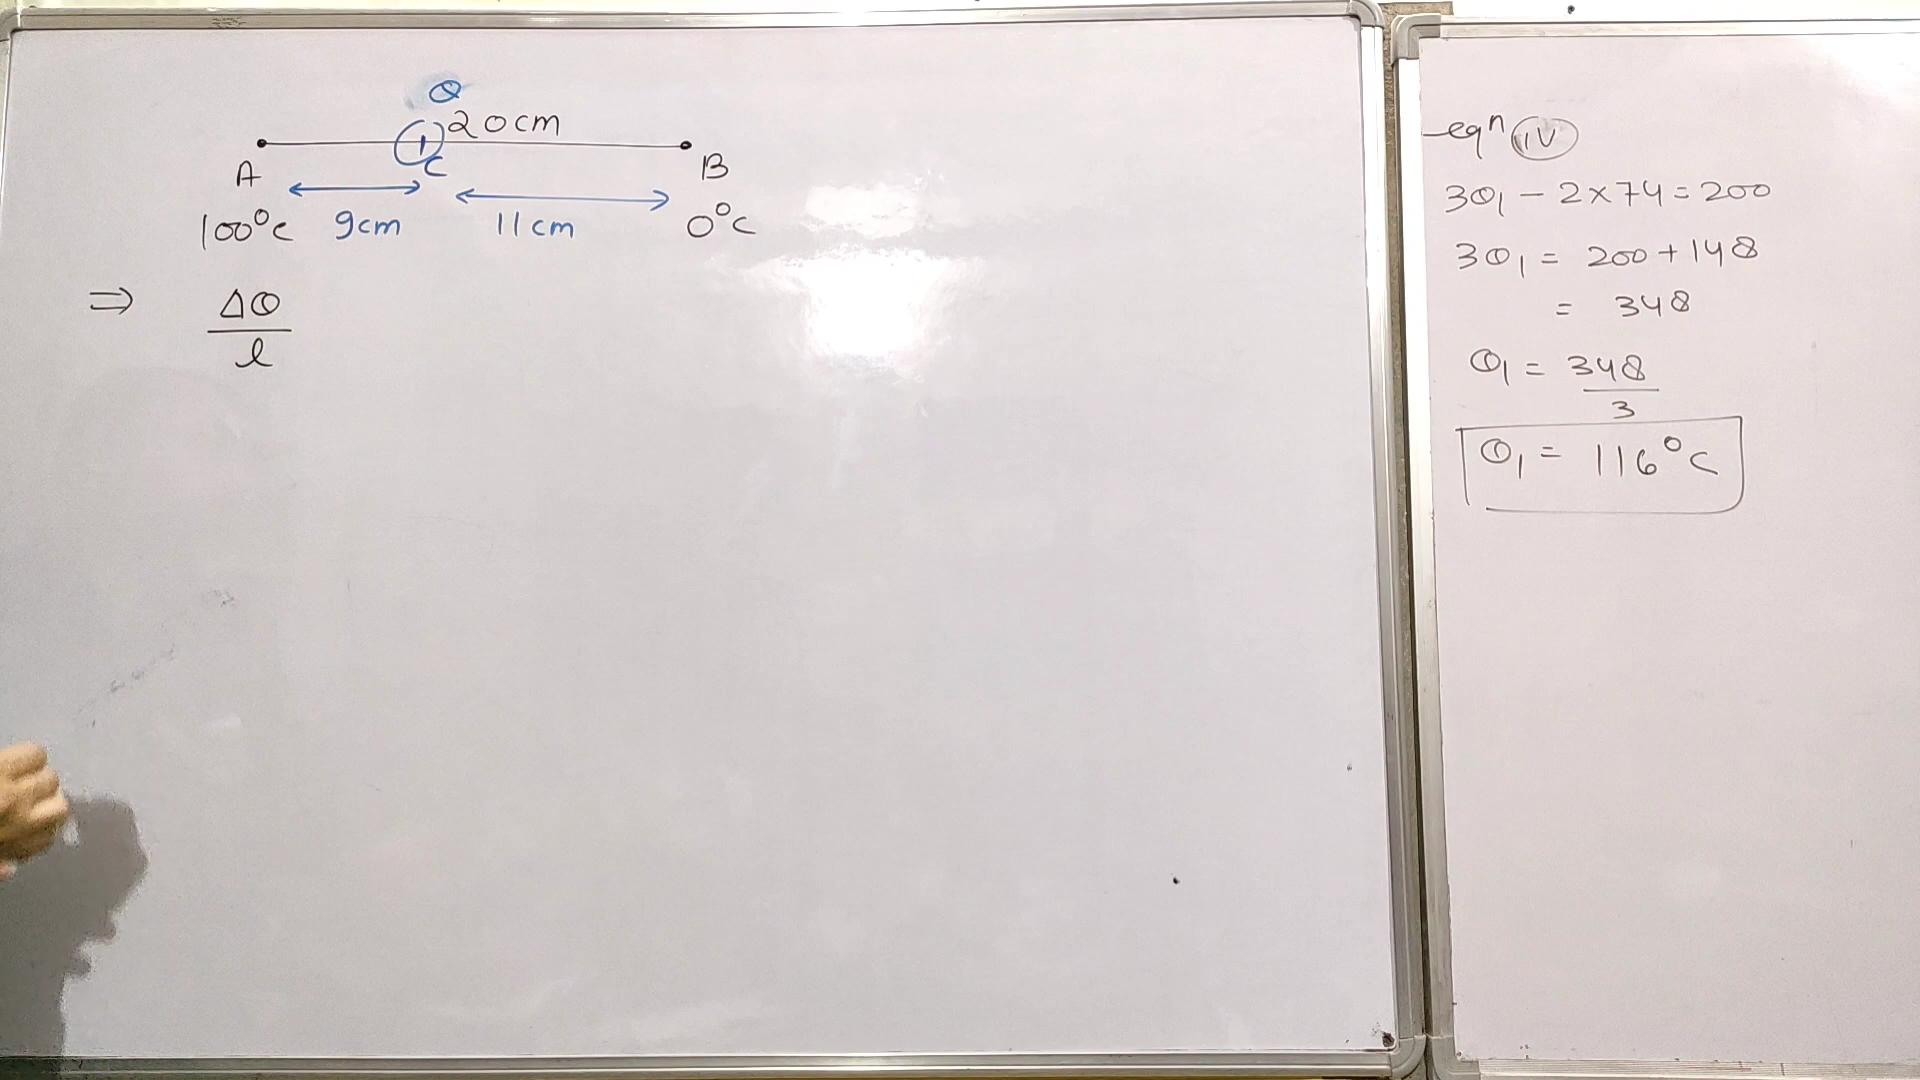 θ
20cm
A C B
100°c 9cm 11cm 0°c
⇒ Δθ
l
eqⁿ (IV)
3θ₁ - 2×74 = 200
3θ₁ = 200 + 148
= 348
θ₁ = 348
3
θ₁ = 116°c